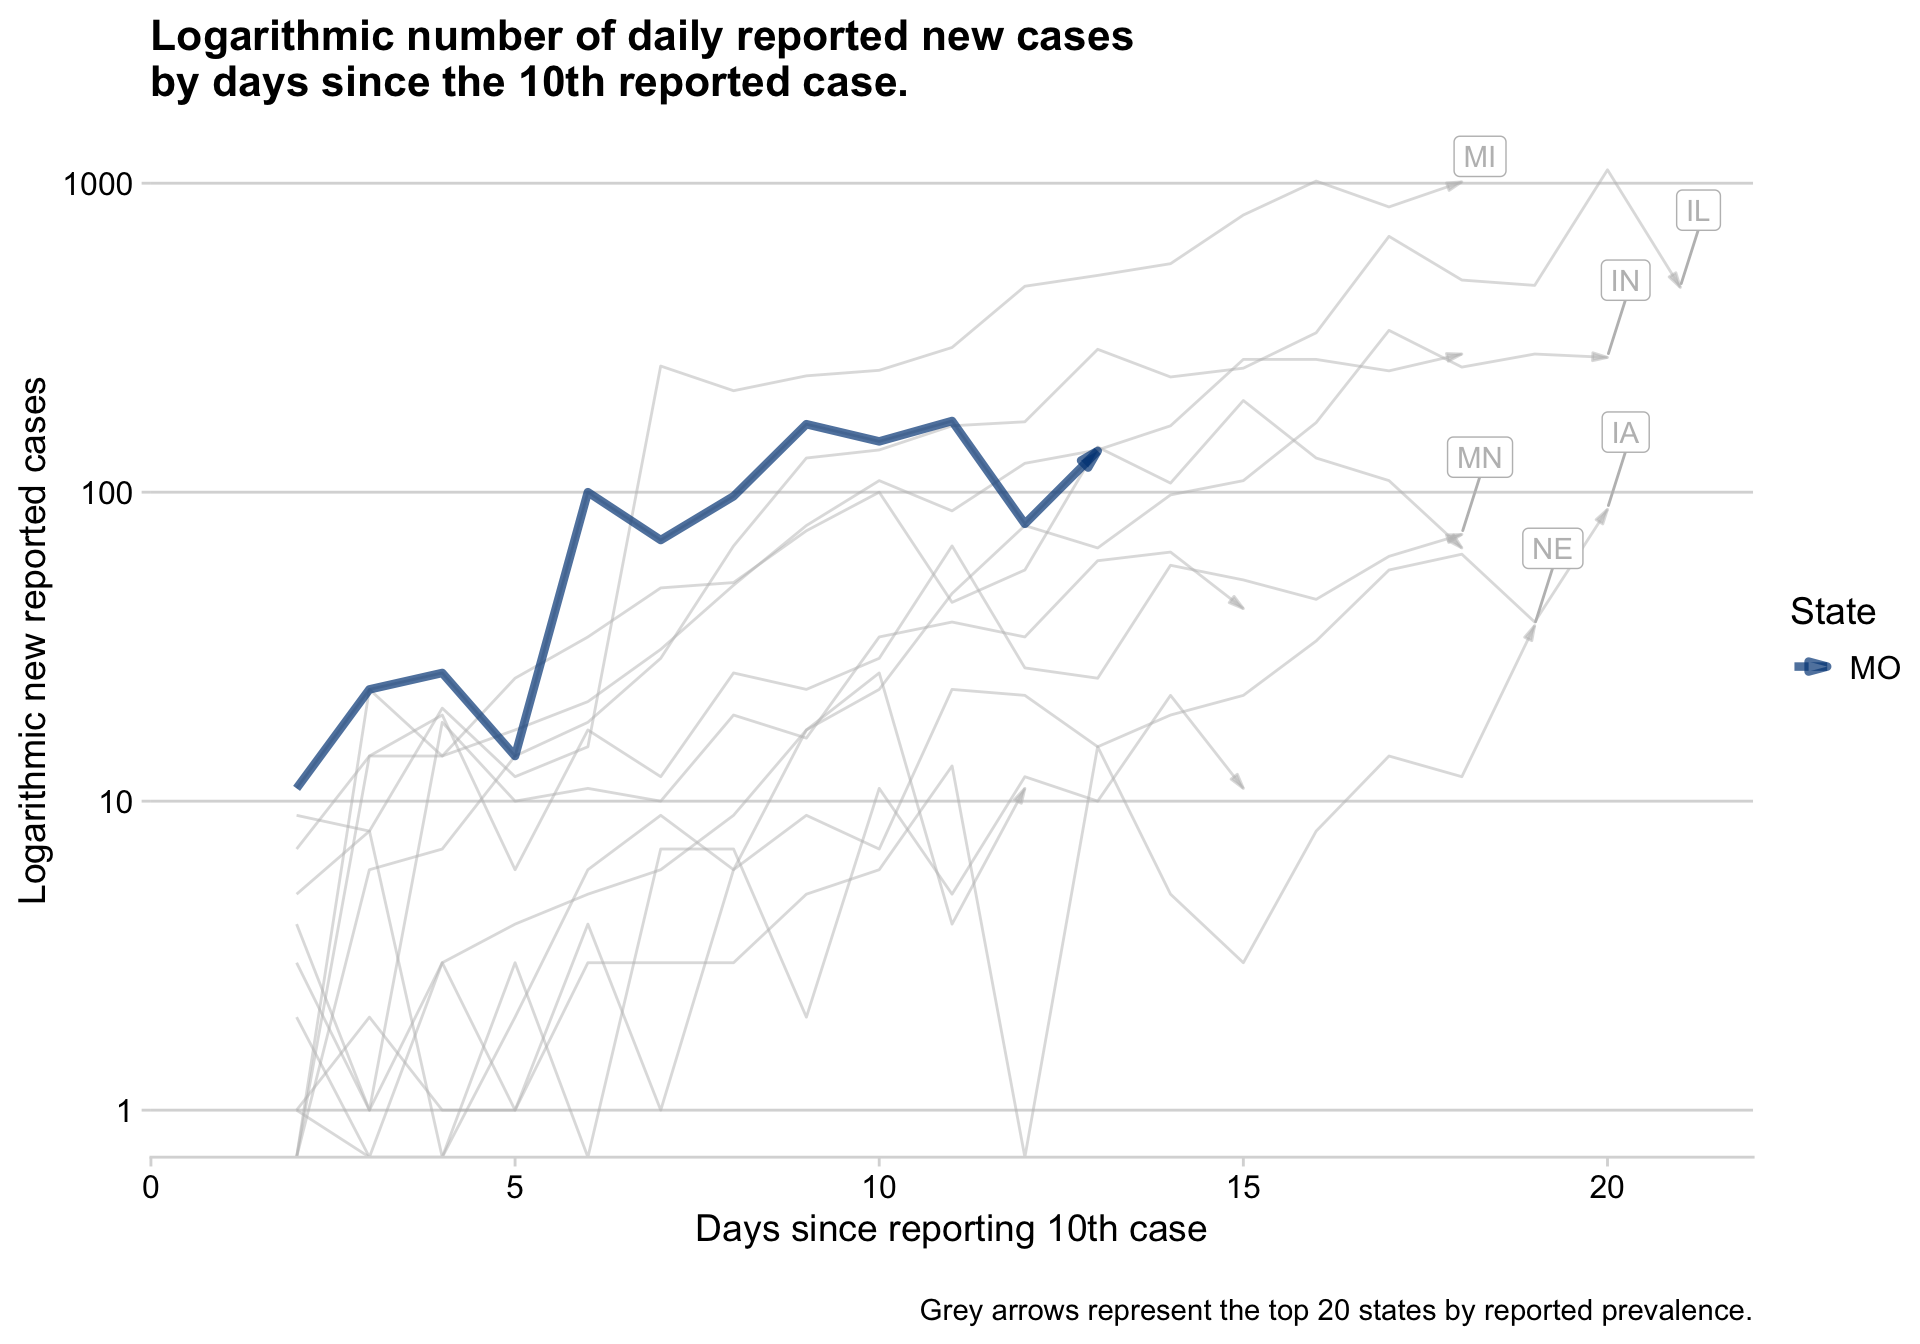 Logarithmic number of daily reported new cases
by days since the 10th reported case.
Logarithmic new reported cases
1000
100
10
1
MI
IL
IN
IA
MN
NE
State
MO
0 5 10 15 20
Days since reporting 10th case
Grey arrows represent the top 20 states by reported prevalence.